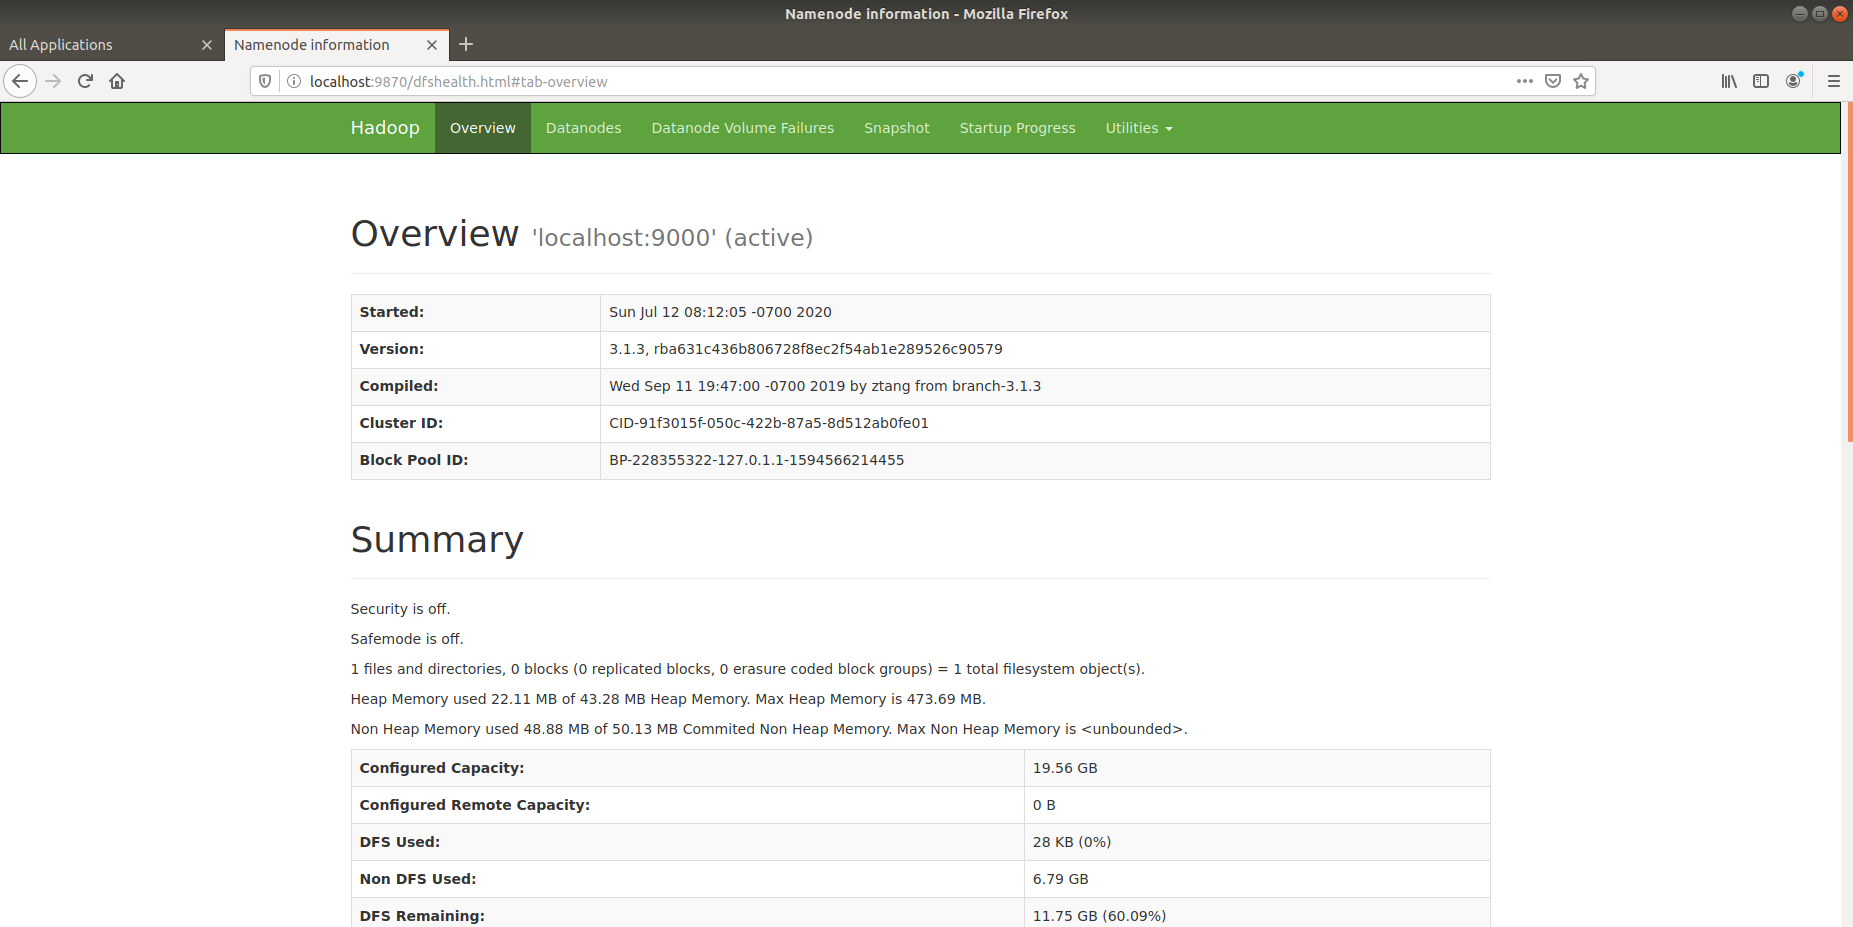 Namenode information - Mozilla Firefox
All Applications
Namenode information
localhost:9870/dfshealth.html#tab-overview
Hadoop Overview Datanodes Datanode Volume Failures Snapshot Startup Progress Utilities
Overview 'localhost:9000' (active)
Started: Sun Jul 12 08:12:05 -0700 2020
Version: 3.1.3, rba631c436b806728f8ec2f54ab1e289526c90579
Compiled: Wed Sep 11 19:47:00 -0700 2019 by ztang from branch-3.1.3
Cluster ID: CID-91f3015f-050c-422b-87a5-8d512ab0fe01
Block Pool ID: BP-228355322-127.0.1.1-1594566214455
Summary
Security is off.
Safemode is off.
1 files and directories, 0 blocks (0 replicated blocks, 0 erasure coded block groups) = 1 total filesystem object(s).
Heap Memory used 22.11 MB of 43.28 MB Heap Memory. Max Heap Memory is 473.69 MB.
Non Heap Memory used 48.88 MB of 50.13 MB Commited Non Heap Memory. Max Non Heap Memory is <unbounded>.
Configured Capacity: 19.56 GB
Configured Remote Capacity: 0 B
DFS Used: 28 KB (0%)
Non DFS Used: 6.79 GB
DFS Remaining: 11.75 GB (60.09%)